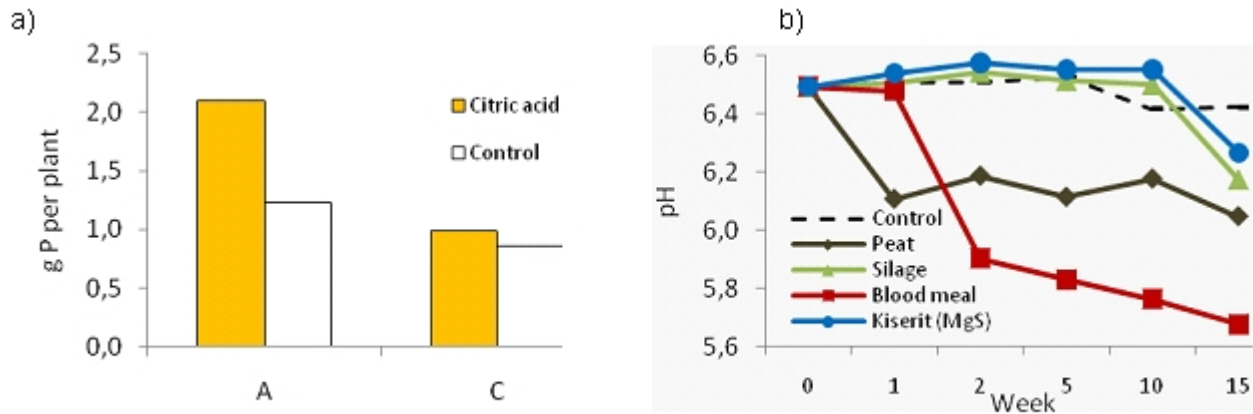 a)
2,5
2,0
1,5
1,0
0,5
0,0
g P per plant
Citric acid
Control
A
C
b)
6,6
6,4
6,2
6,0
5,8
5,6
pH
Control
Peat
Silage
Blood meal
Kiserit (MgS)
0 1 2 5 10 15
Week